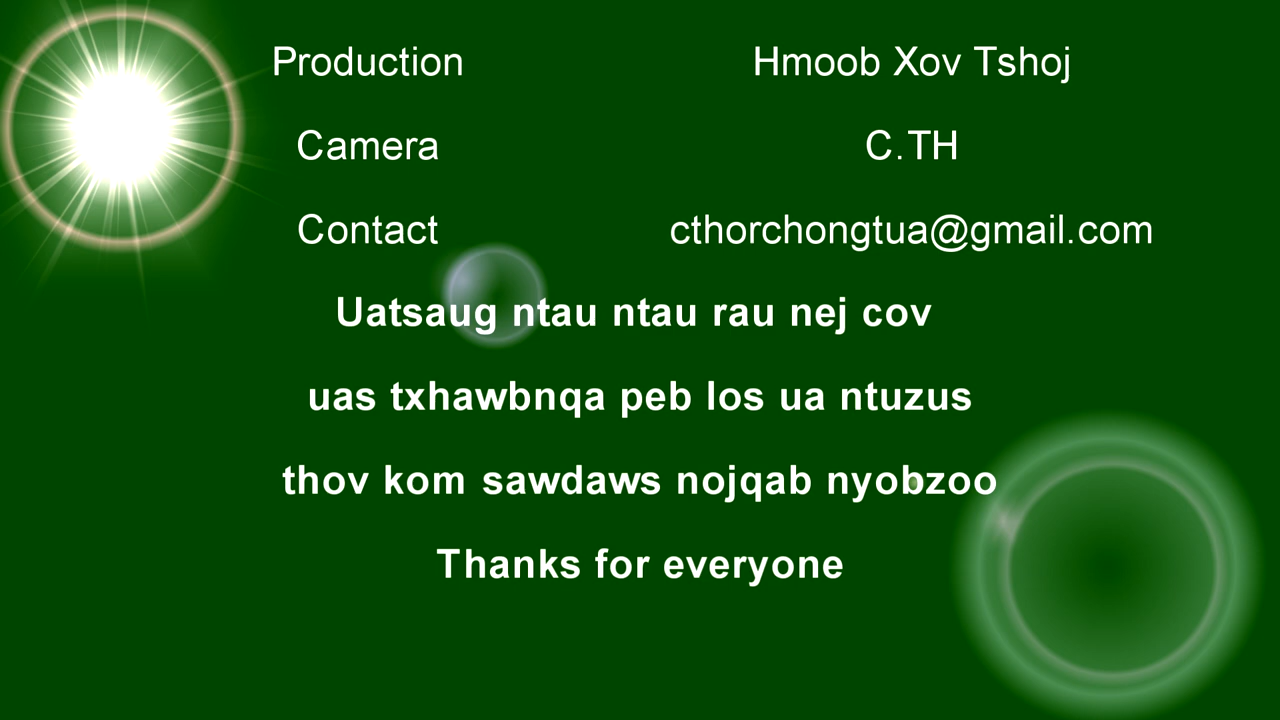 Production Hmoob Xov Tshoj
Camera C.TH
Contact cthorchongtua@gmail.com
Uatsaug ntau ntau rau nej cov
uas txhawbnqa peb los ua ntuzus
thov kom sawdaws nojqab nyobzoo
Thanks for everyone